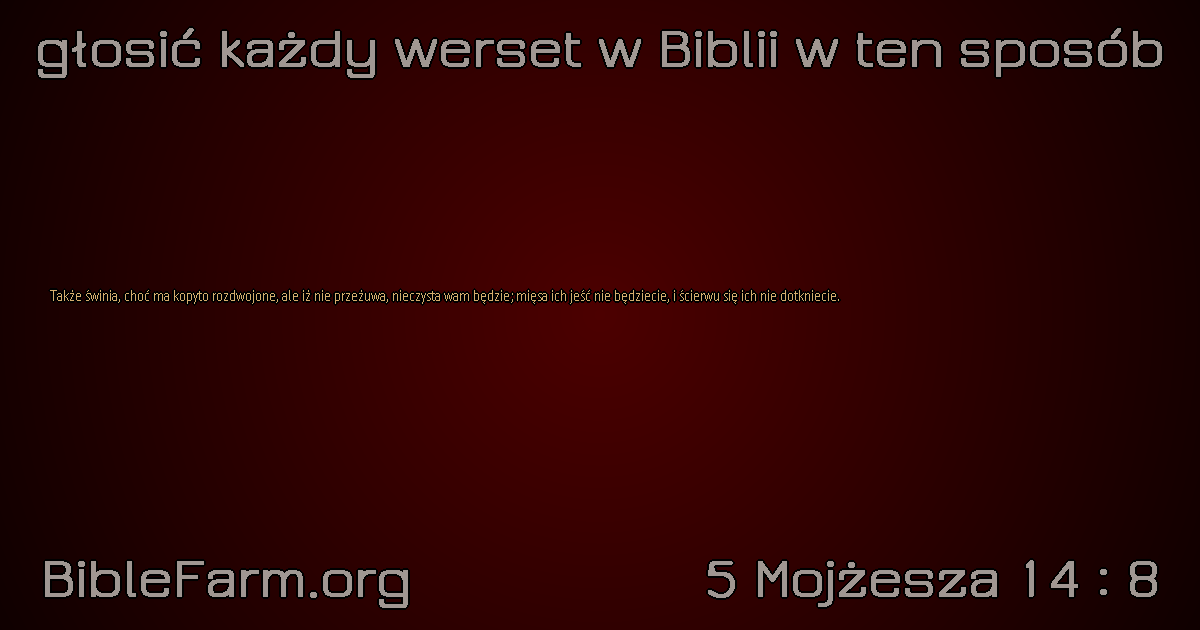 głosić każdy werset w Biblii w ten sposób
Także świnia, choć ma kopyto rozdwojone, ale iż nie przeżuwa, nieczysta wam będzie; mięsa ich jeść nie będziecie, i ścierwu się ich nie dotkniecie.
BibleFarm.org
5 Mojżesza 14 : 8